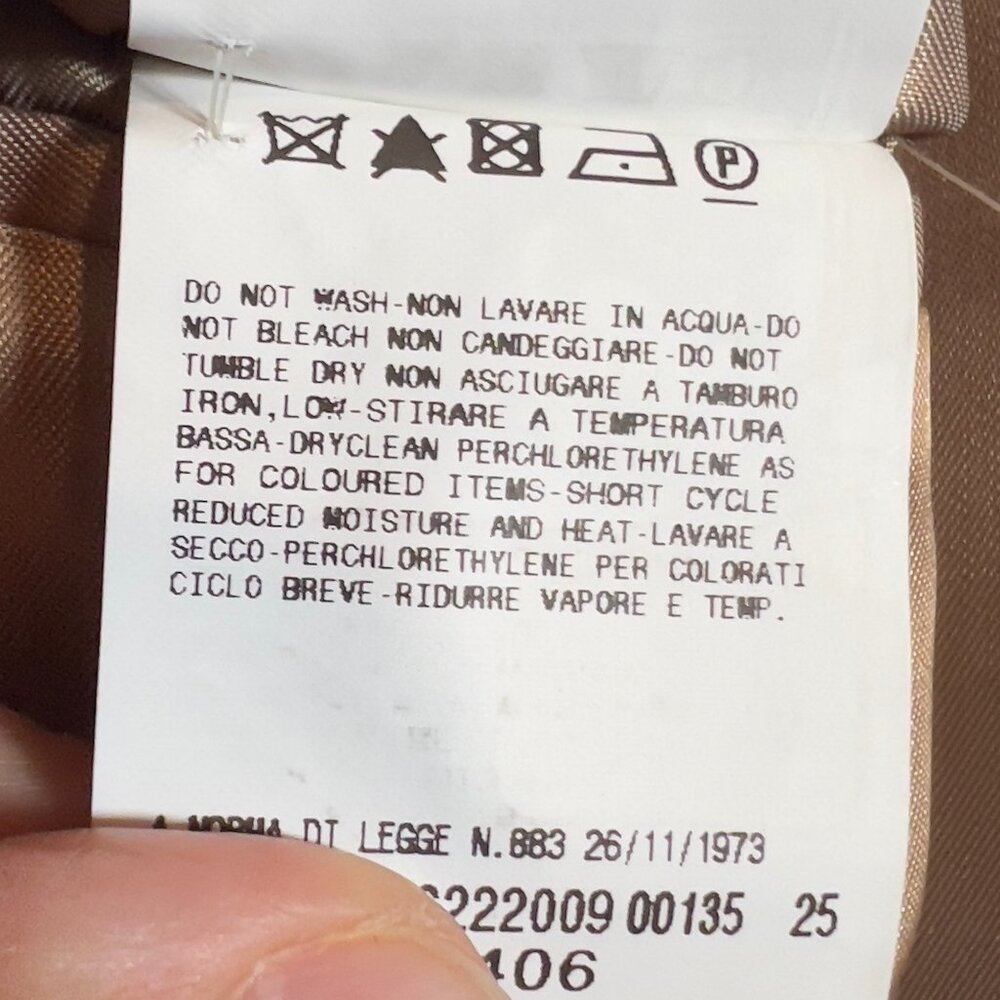 P
DO NOT WASH-NON LAVARE IN ACQUA-DO
NOT BLEACH NON CANDEGGIARE-DO NOT
TUMBLE DRY NON ASCIUGARE A TAMBURO
IRON,LOW-STIRARE A TEMPERATURA
BASSA-DRYCLEAN PERCHLORETHYLENE AS
FOR COLOURED ITEMS-SHORT CYCLE
REDUCED MOISTURE AND HEAT-LAVARE A
SECCO-PERCHLORETHYLENE PER COLORATI
CICLO BREVE-RIDURRE VAPORE E TEMP.
DI LEGGE N.883 26/11/1973
00135 25